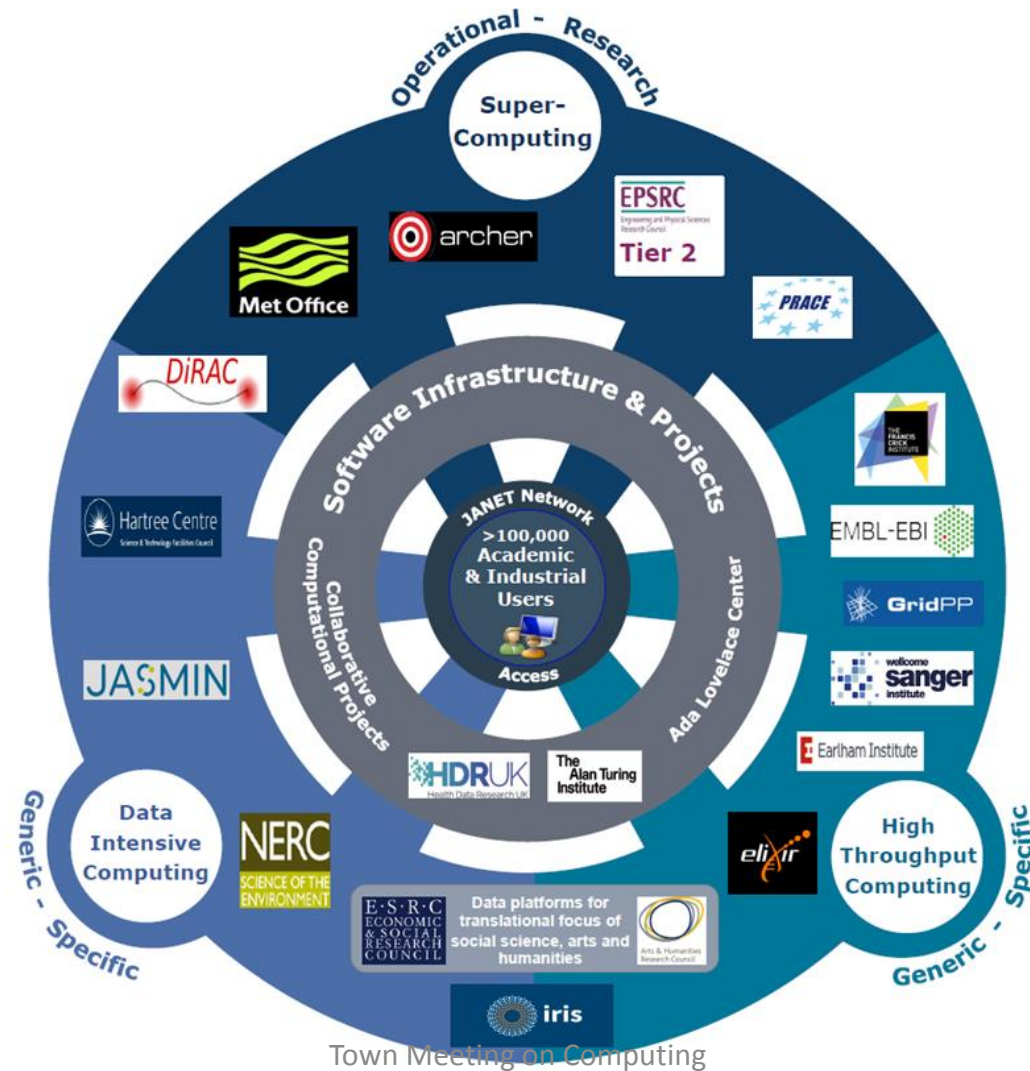 Operational - Research
Super-
Computing
EPSRC
Engineering and Physical Sciences
Research Council
Tier 2
archer
Met Office
PRACE
DiRAC
THE
FRANCIS
CRICK
INSTITUTE
Software Infrastructure & Projects
Hartree Centre
Science & Technology Facilities Council
EMBL-EBI
JANET Network
>100,000
Academic
& Industrial
Users
Access
GridPP
Collaborative
Computational Projects
Ada Lovelace Center
JASMIN
wellcome
sanger
institute
Earlham Institute
HDRUK
Health Data Research UK
The
Alan Turing
Institute
Data
Intensive
Computing
Generic - Specific
NERC
SCIENCE OF THE
ENVIRONMENT
elixir
High
Throughput
Computing
Generic - Specific
E·S·R·C
ECONOMIC
& SOCIAL
RESEARCH
COUNCIL
Data platforms for
translational focus of
social science, arts and
humanities
Arts & Humanities
Research Council
iris
Town Meeting on Computing